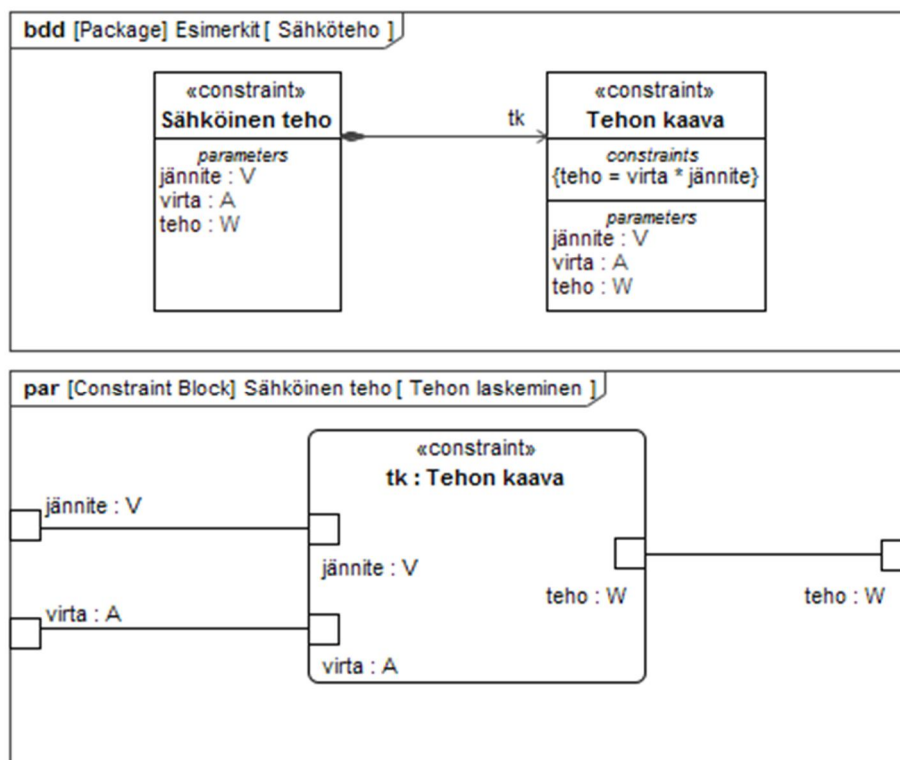 bdd [Package] Esimerkit [ Sähköteho ]
«constraint»
Sähköinen teho
parameters
jännite : V
virta : A
teho : W
tk
«constraint»
Tehon kaava
constraints
{teho = virta * jännite}
parameters
jännite : V
virta : A
teho : W
par [Constraint Block] Sähköinen teho [ Tehon laskeminen ]
«constraint»
tk : Tehon kaava
jännite : V
jännite : V
virta : A
virta : A
teho : W
teho : W